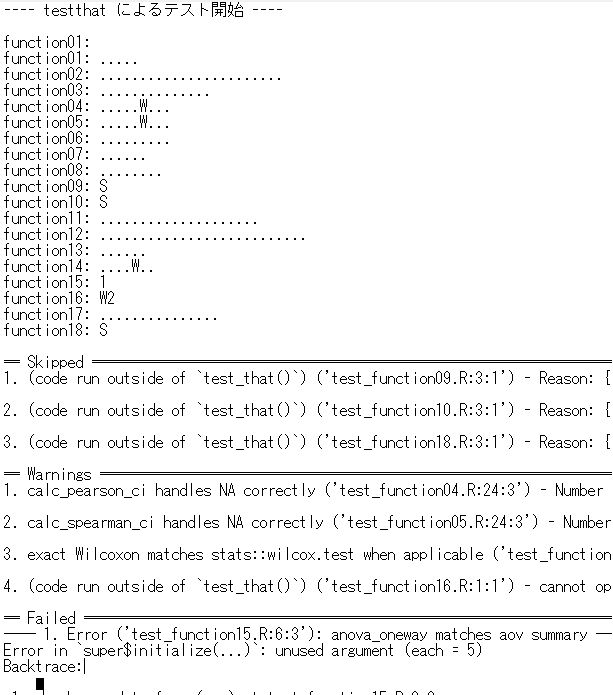 ---- testthat によるテスト開始 ----
function01:
function01: .....
function02: .......................
function03: ..............
function04: .....W...
function05: .....W...
function06: .........
function07: ......
function08: ........
function09: S
function10: S
function11: ....................
function12: ..........................
function13: ......
function14: ....W..
function15: 1
function16: W2
function17: ...............
function18: S
══ Skipped ═════════════════════════════════
1. (code run outside of `test_that()`) ('test_function09.R:3:1') - Reason: {
2. (code run outside of `test_that()`) ('test_function10.R:3:1') - Reason: {
3. (code run outside of `test_that()`) ('test_function18.R:3:1') - Reason: {
══ Warnings ════════════════════════════════
1. calc_pearson_ci handles NA correctly ('test_function04.R:24:3') - Number
2. calc_spearman_ci handles NA correctly ('test_function05.R:24:3') - Number
3. exact Wilcoxon matches stats::wilcox.test when applicable ('test_function
4. (code run outside of `test_that()`) ('test_function16.R:1:1') - cannot op
══ Failed ══════════════════════════════════
──── 1. Error ('test_function15.R:6:3'): anova_oneway matches aov summary ──
Error in `super$initialize(...)`: unused argument (each = 5)
Backtrace: